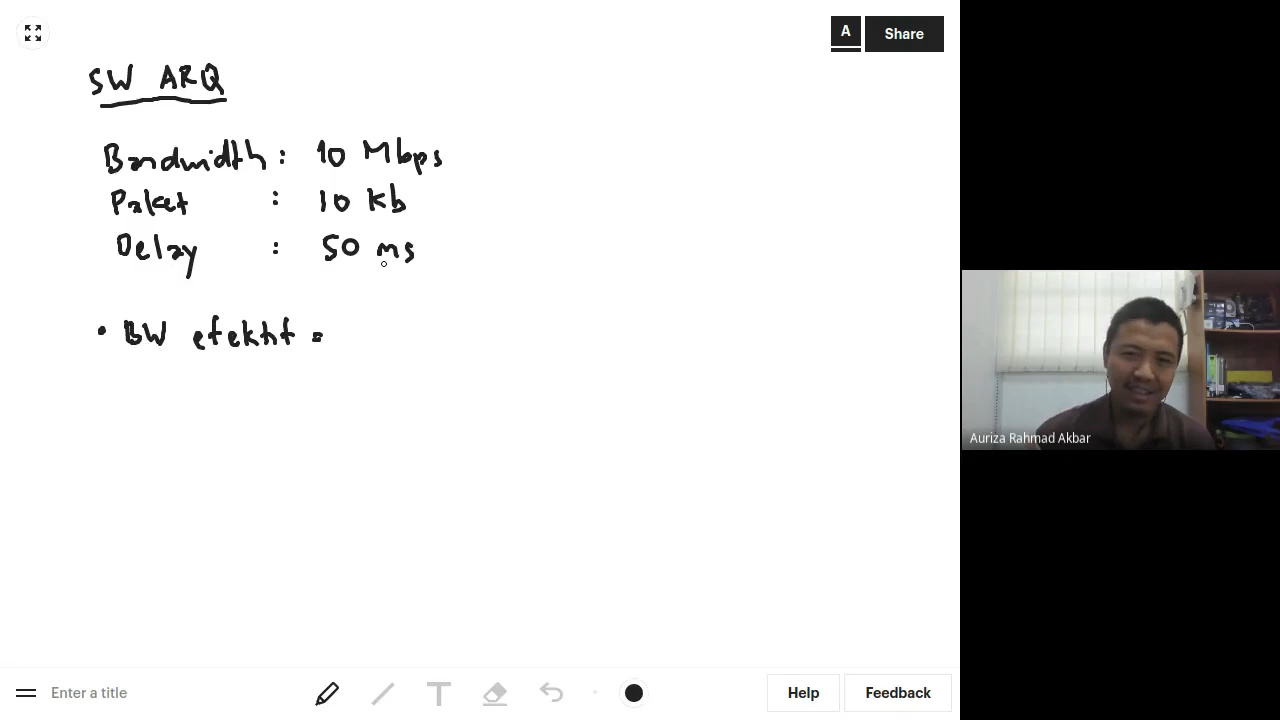 A
Share
SW ARQ
Bandwidth : 10 Mbps
Paket : 10 Kb
Delay : 50 ms
• BW efektif =
Auriza Rahmad Akbar
Enter a title
T
Help
Feedback